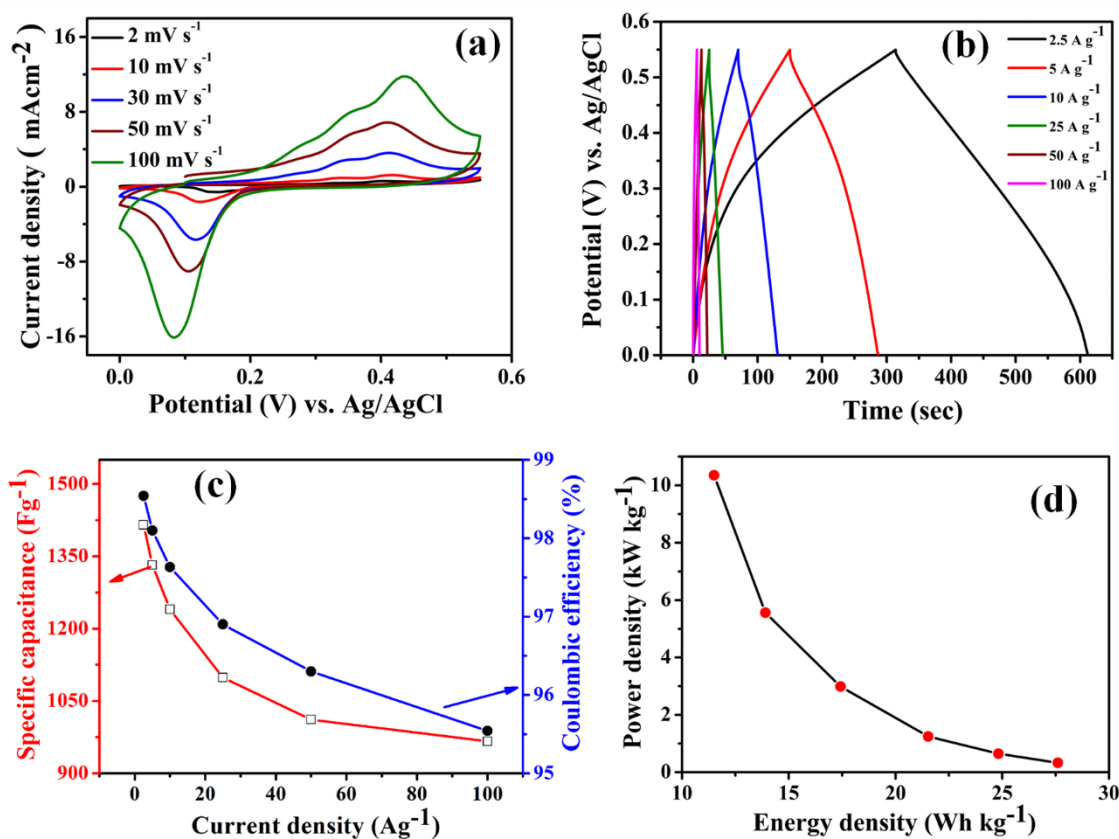 (a)
2 mV s⁻¹
10 mV s⁻¹
30 mV s⁻¹
50 mV s⁻¹
100 mV s⁻¹
16
8
0
-8
-16
Current density ( mAcm⁻²)
0.0 0.2 0.4 0.6
Potential (V) vs. Ag/AgCl
(b)
2.5 A g⁻¹
5 A g⁻¹
10 A g⁻¹
25 A g⁻¹
50 A g⁻¹
100 A g⁻¹
0.6
0.5
0.4
0.3
0.2
0.1
0.0
Potential (V) vs. Ag/AgCl
0 100 200 300 400 500 600
Time (sec)
(c)
1500
1350
1200
1050
900
Specific capacitance (Fg⁻¹)
99
98
97
96
95
Coulombic efficiency (%)
0 20 40 60 80 100
Current density (Ag⁻¹)
(d)
10
8
6
4
2
0
Power density (kW kg⁻¹)
10 15 20 25 30
Energy density (Wh kg⁻¹)